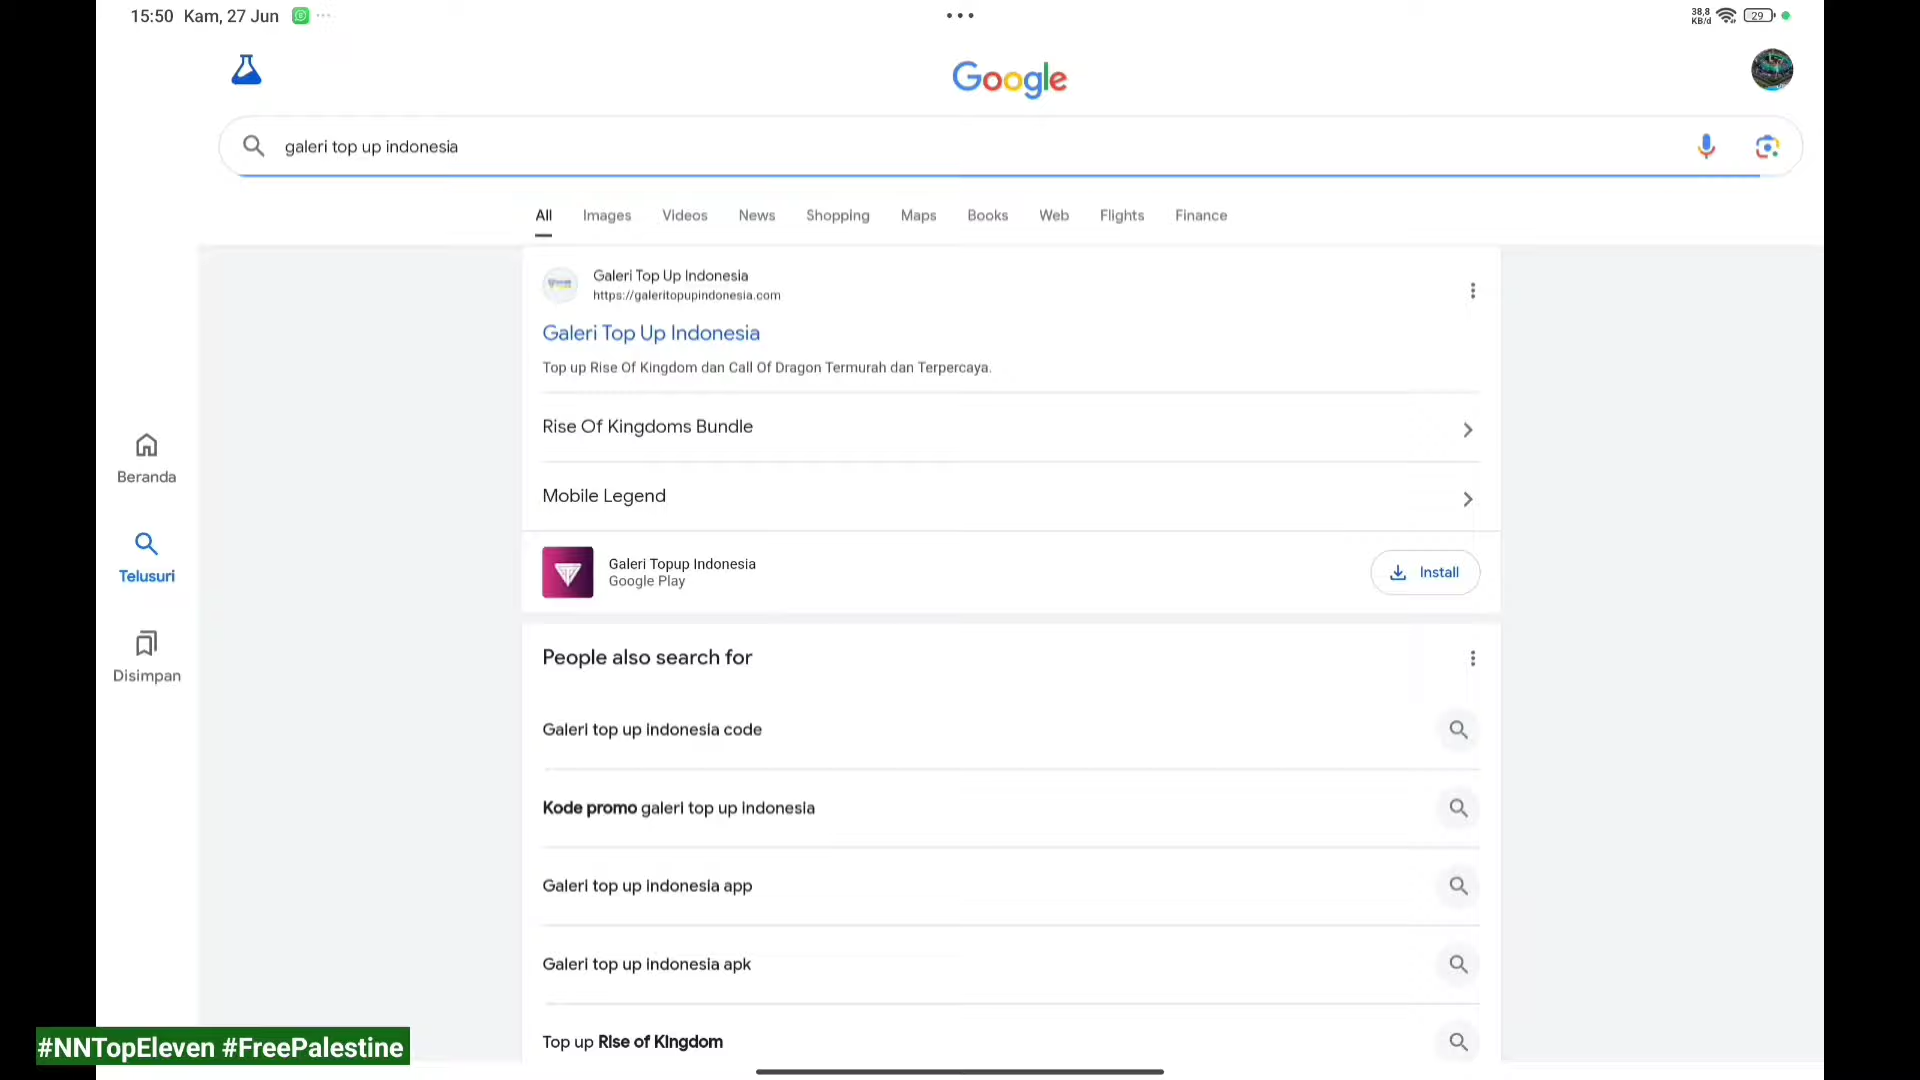 15:50 Kam, 27 Jun
38,8
KB/d
29
Google
galeri top up indonesia
All Images Videos News Shopping Maps Books Web Flights Finance
Galeri Top Up Indonesia
https://galeritopupindonesia.com
Galeri Top Up Indonesia
Top up Rise Of Kingdom dan Call Of Dragon Termurah dan Terpercaya.
Rise Of Kingdoms Bundle
Mobile Legend
Galeri Topup Indonesia
Google Play
Install
Beranda
Telusuri
Disimpan
People also search for
Galeri top up indonesia code
Kode promo galeri top up indonesia
Galeri top up indonesia app
Galeri top up indonesia apk
Top up Rise of Kingdom
#NNTopEleven #FreePalestine